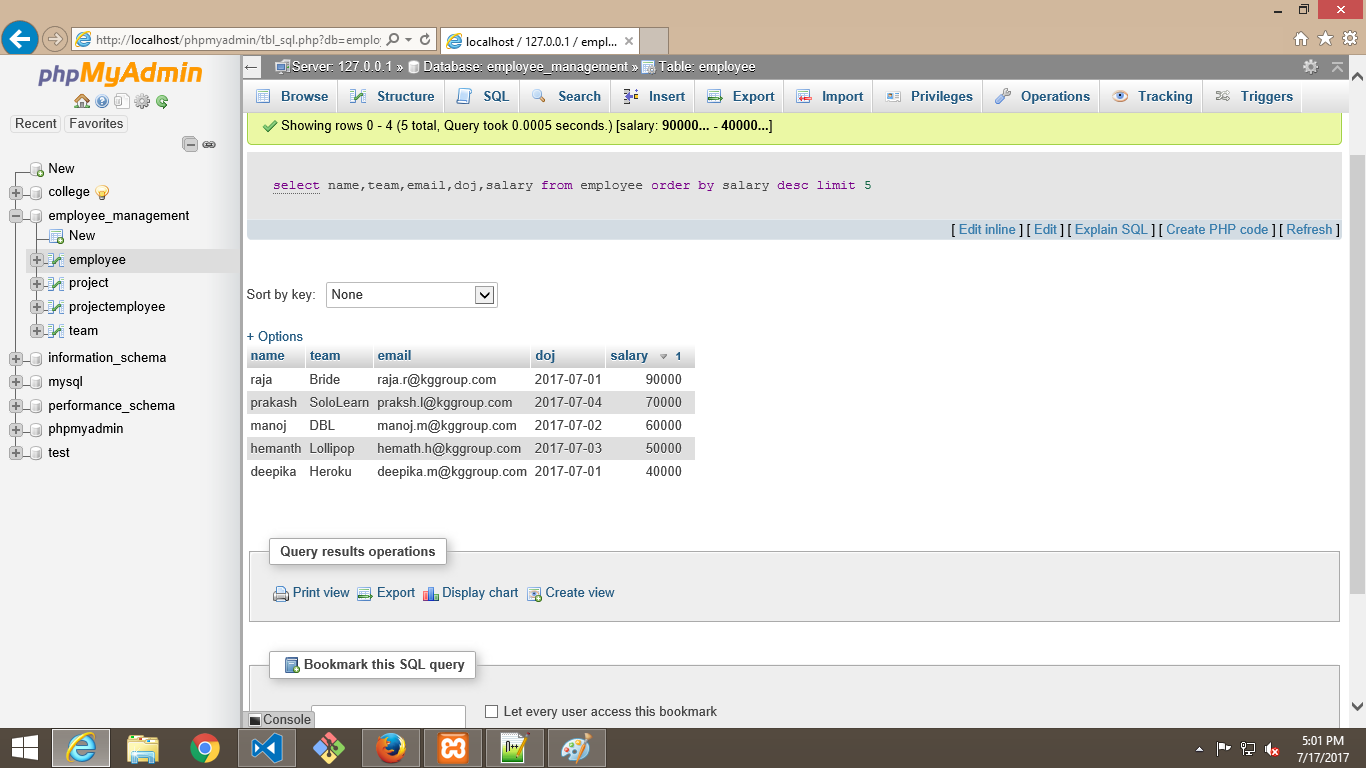 http://localhost/phpmyadmin/tbl_sql.php?db=emplo
localhost / 127.0.0.1 / empl...
phpMyAdmin
Recent Favorites
New
college
employee_management
New
employee
project
projectemployee
team
information_schema
mysql
performance_schema
phpmyadmin
test
Server: 127.0.0.1 » Database: employee_management » Table: employee
Browse Structure SQL Search Insert Export Import Privileges Operations Tracking Triggers
Showing rows 0 - 4 (5 total, Query took 0.0005 seconds.) [salary: 90000... - 40000...]
select name,team,email,doj,salary from employee order by salary desc limit 5
[ Edit inline ] [ Edit ] [ Explain SQL ] [ Create PHP code ] [ Refresh ]
Sort by key: None
+ Options
name team email doj salary 1
raja Bride raja.r@kggroup.com 2017-07-01 90000
prakash SoloLearn praksh.l@kggroup.com 2017-07-04 70000
manoj DBL manoj.m@kggroup.com 2017-07-02 60000
hemanth Lollipop hemath.h@kggroup.com 2017-07-03 50000
deepika Heroku deepika.m@kggroup.com 2017-07-01 40000
Query results operations
Print view Export Display chart Create view
Bookmark this SQL query
Let every user access this bookmark
Console
5:01 PM
7/17/2017